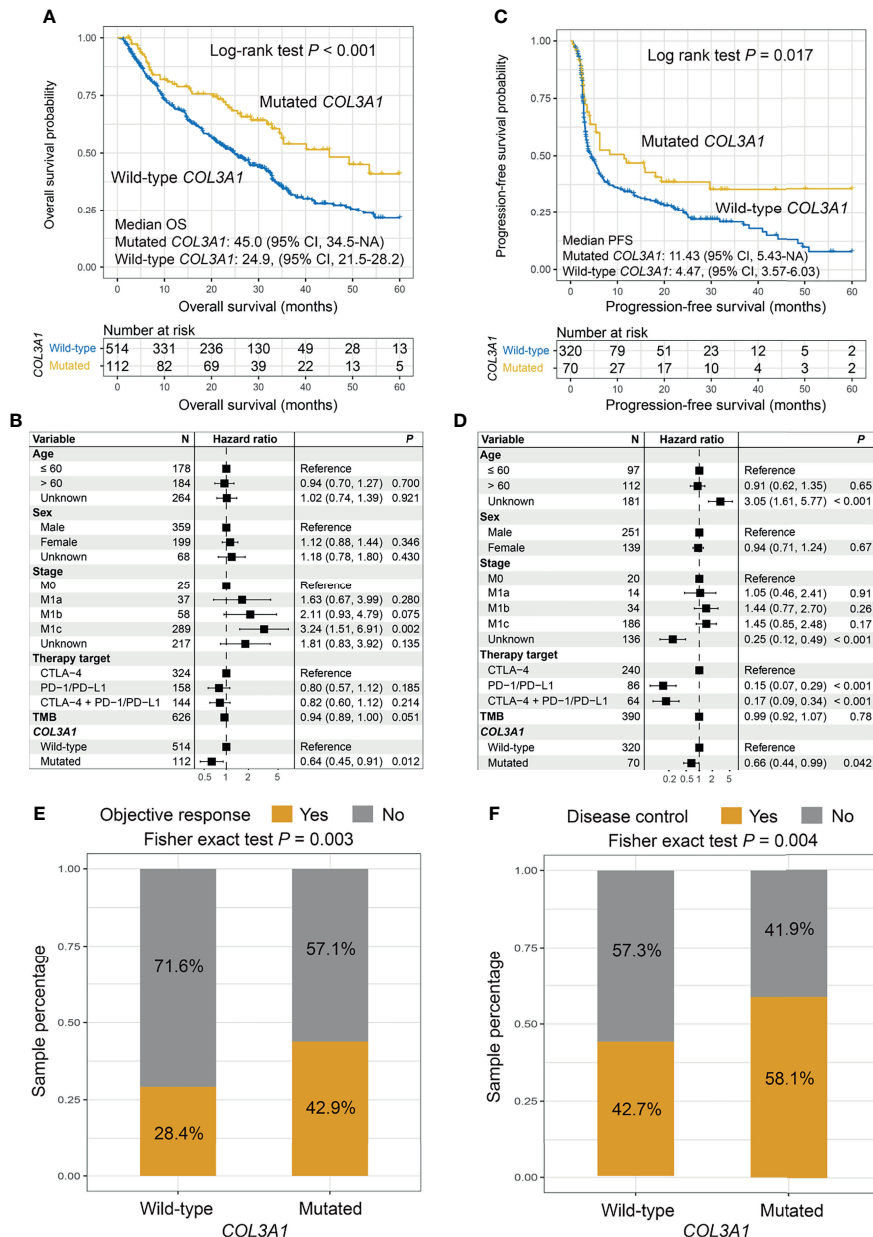 A
Log-rank test P < 0.001
Mutated COL3A1
Wild-type COL3A1
Median OS
Mutated COL3A1: 45.0 (95% CI, 34.5-NA)
Wild-type COL3A1: 24.9, (95% CI, 21.5-28.2)
Overall survival probability
1.00
0.75
0.50
0.26
0.00
0 10 20 30 40 50 60
Overall survival (months)
Number at risk
COL3A1
Wild-type 514 331 236 130 49 28 13
Mutated 112 82 69 39 22 13 5
0 10 20 30 40 50 60
Overall survival (months)
C
Log rank test P = 0.017
Mutated COL3A1
Wild-type COL3A1
Median PFS
Mutated COL3A1: 11.43 (95% CI, 5.43-NA)
Wild-type COL3A1: 4.47, (95% CI, 3.57-6.03)
Progression-free survival probability
1.00
0.75
0.50
0.25
0.00
0 10 20 30 40 50 60
Progression-free survival (months)
Number at risk
COL3A1
Wild-type 320 79 51 23 12 5 2
Mutated 70 27 17 10 4 3 2
0 10 20 30 40 50 60
Progression-free survival (months)
B
Variable N Hazard ratio P
Age
≤ 60 178 Reference
> 60 184 0.94 (0.70, 1.27) 0.700
Unknown 264 1.02 (0.74, 1.39) 0.921
Sex
Male 359 Reference
Female 199 1.12 (0.88, 1.44) 0.346
Unknown 68 1.18 (0.78, 1.80) 0.430
Stage
M0 25 Reference
M1a 37 1.63 (0.67, 3.99) 0.280
M1b 58 2.11 (0.93, 4.79) 0.075
M1c 289 3.24 (1.51, 6.91) 0.002
Unknown 217 1.81 (0.83, 3.92) 0.135
Therapy target
CTLA−4 324 Reference
PD−1/PD−L1 158 0.80 (0.57, 1.12) 0.185
CTLA−4 + PD−1/PD−L1 144 0.82 (0.60, 1.12) 0.214
TMB 626 0.94 (0.89, 1.00) 0.051
COL3A1
Wild-type 514 Reference
Mutated 112 0.64 (0.45, 0.91) 0.012
0.5 1 2 5
D
Variable N Hazard ratio P
Age
≤ 60 97 Reference
> 60 112 0.91 (0.62, 1.35) 0.65
Unknown 181 3.05 (1.61, 5.77) < 0.001
Sex
Male 251 Reference
Female 139 0.94 (0.71, 1.24) 0.67
Stage
M0 20 Reference
M1a 14 1.05 (0.46, 2.41) 0.91
M1b 34 1.44 (0.77, 2.70) 0.26
M1c 186 1.45 (0.85, 2.48) 0.17
Unknown 136 0.25 (0.12, 0.49) < 0.001
Therapy target
CTLA−4 240 Reference
PD−1/PD−L1 86 0.15 (0.07, 0.29) < 0.001
CTLA−4 + PD−1/PD−L1 64 0.17 (0.09, 0.34) < 0.001
TMB 390 0.99 (0.92, 1.07) 0.78
COL3A1
Wild-type 320 Reference
Mutated 70 0.66 (0.44, 0.99) 0.042
0.2 0.5 1 2 5
E
Objective response Yes No
Fisher exact test P = 0.003
Sample percentage
1.00
0.75
0.50
0.25
0.00
71.6% 57.1%
28.4% 42.9%
Wild-type Mutated
COL3A1
F
Disease control Yes No
Fisher exact test P = 0.004
Sample percentage
1.00
0.75
0.50
0.25
0.00
57.3% 41.9%
42.7% 58.1%
Wild-type Mutated
COL3A1